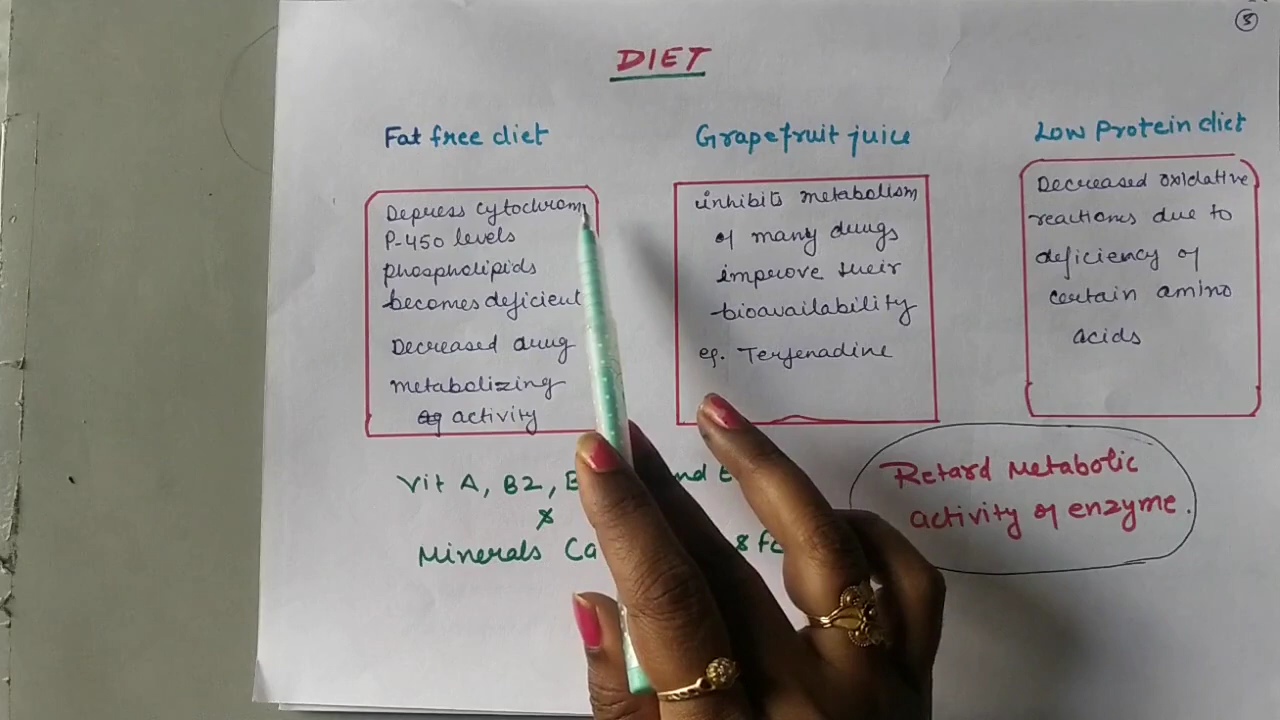 8
DIET
Fat free diet
Depress cytochrom
P-450 levels
phospholipids
becomes deficient
Decreased drug
metabolizing
activity
Grapefruit juice
inhibits metabolism
of many drugs
improve their
bioavailability
eg. Terfenadine
Low Protein diet
Decreased oxidative
reactions due to
deficiency of
certain amino
acids
Vit A, B2,
&
Minerals Ca
Retard Metabolic
activity of enzyme.